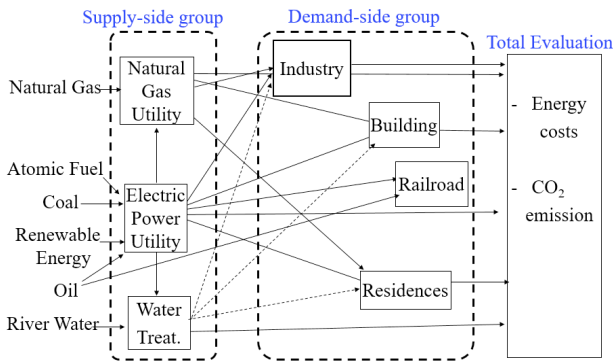 Supply-side group
Demand-side group
Total Evaluation
Natural Gas
Natural
Gas
Utility
Industry
Building
Railroad
Residences
- Energy
costs
- CO₂
emission
Atomic Fuel
Coal
Renewable
Energy
Oil
River Water
Electric
Power
Utility
Water
Treat.